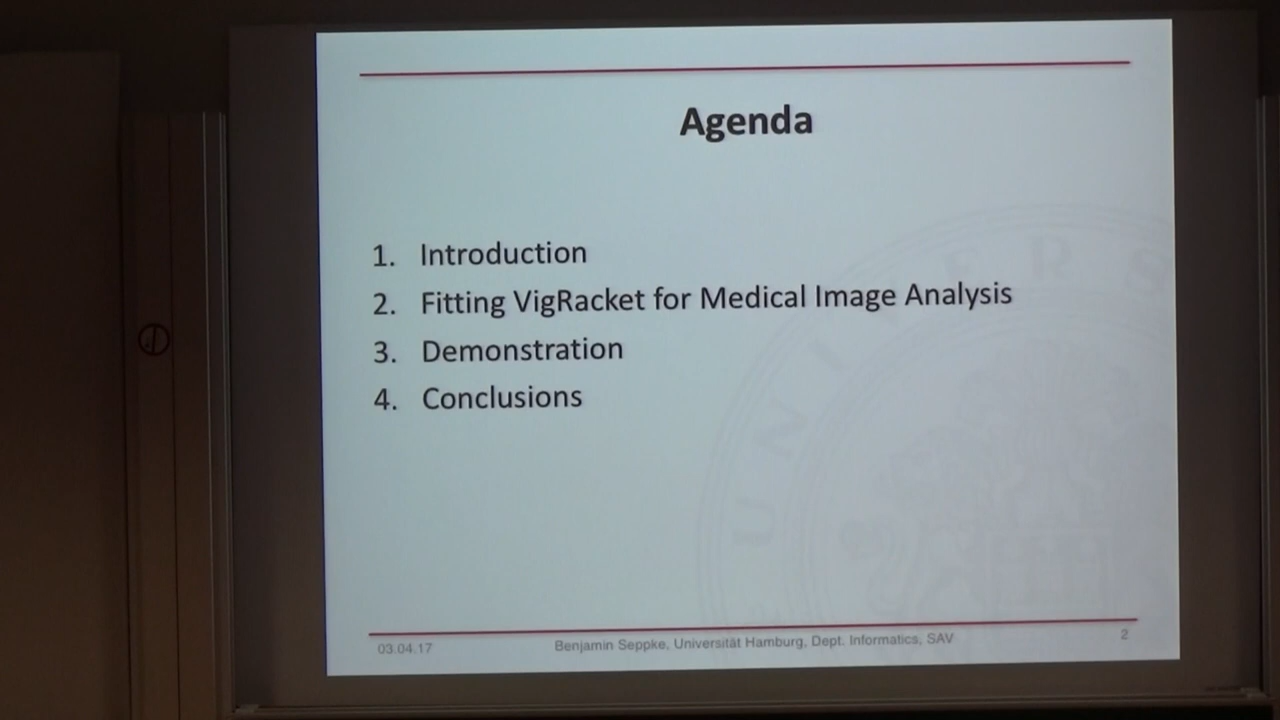 Agenda
1. Introduction
2. Fitting VigRacket for Medical Image Analysis
3. Demonstration
4. Conclusions
UNIVERS
03.04.17 Benjamin Seppke, Universität Hamburg, Dept. Informatics, SAV 2